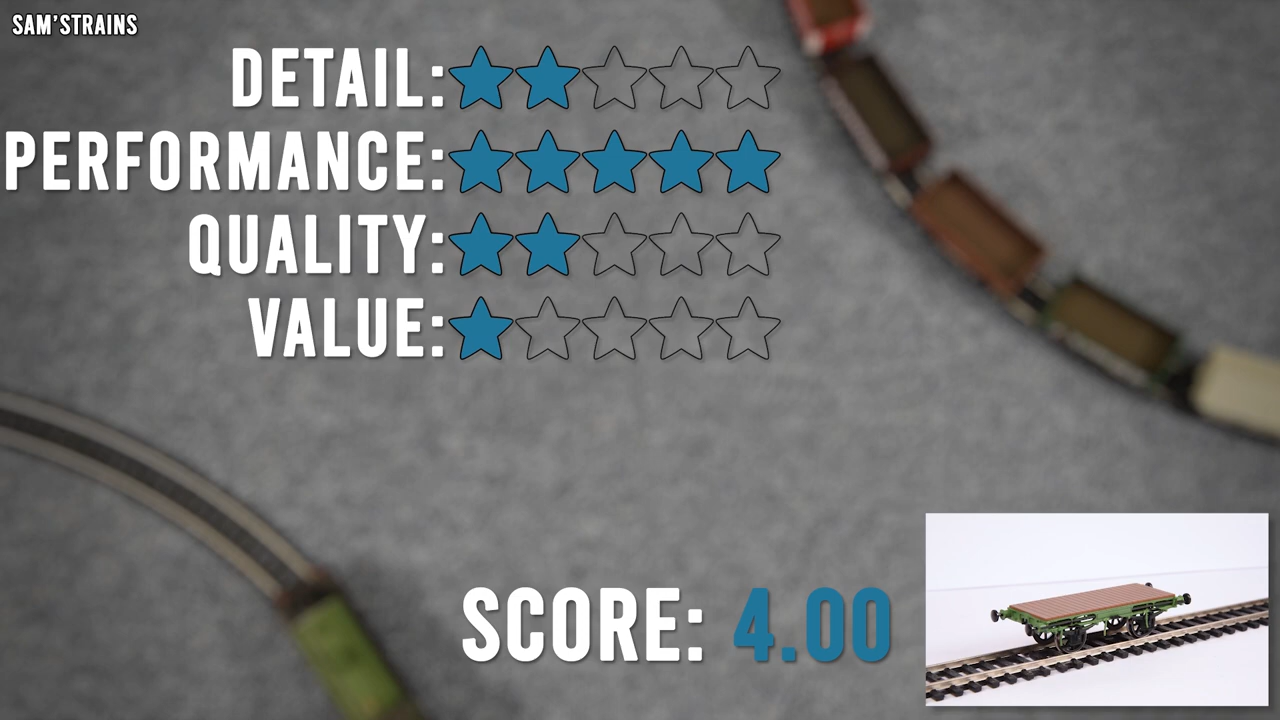 SAM'STRAINS
DETAIL:
PERFORMANCE:
QUALITY:
VALUE:
SCORE: 4.00